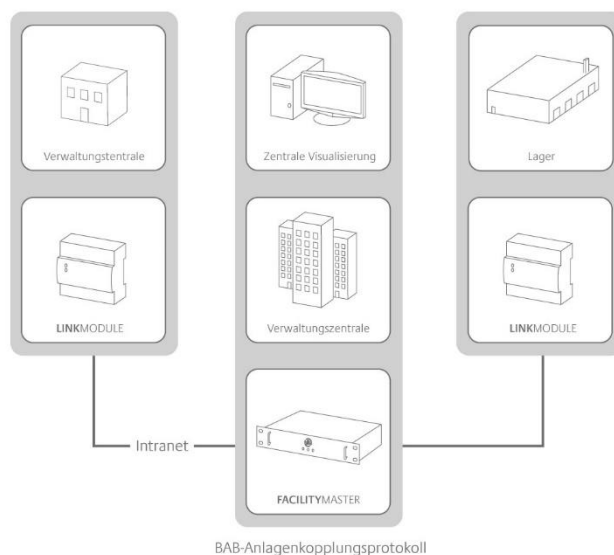 Verwaltungstentrale
Zentrale Visualisierung
Lager
LINKMODULE
Verwaltungszentrale
LINKMODULE
Intranet
FACILITYMASTER
BAB-Anlagenkopplungsprotokoll